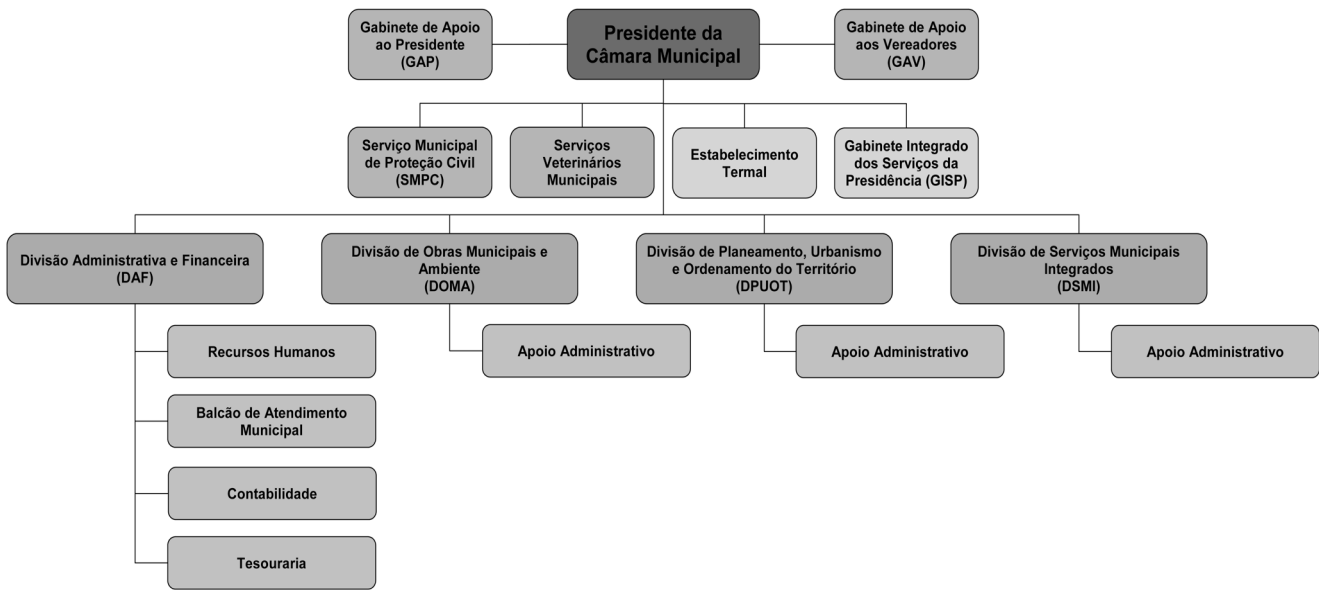 Gabinete de Apoio
ao Presidente
(GAP)
Presidente da
Câmara Municipal
Gabinete de Apoio
aos Vereadores
(GAV)
Serviço Municipal
de Proteção Civil
(SMPC)
Serviços
Veterinários
Municipais
Estabelecimento
Termal
Gabinete Integrado
dos Serviços da
Presidência (GISP)
Divisão Administrativa e Financeira
(DAF)
Divisão de Obras Municipais e
Ambiente
(DOMA)
Divisão de Planeamento, Urbanismo
e Ordenamento do Território
(DPUOT)
Divisão de Serviços Municipais
Integrados
(DSMI)
Recursos Humanos
Apoio Administrativo
Apoio Administrativo
Apoio Administrativo
Balcão de Atendimento
Municipal
Contabilidade
Tesouraria